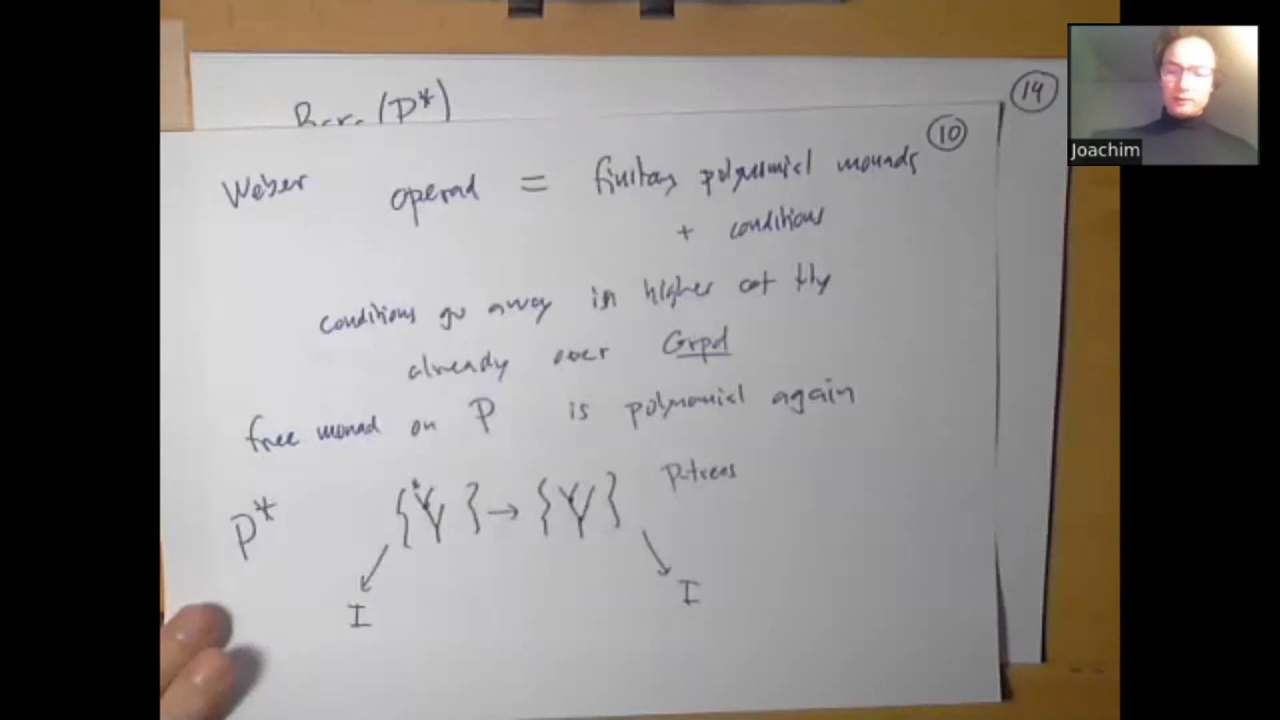 (P*)
14
10
Joachim
Weber operad = finitary polynomial monads
+ conditions
conditions go away in higher cat thy
already over Grpd
free monad on P is polynomial again
P* { Y } → { Y } P-trees
I I